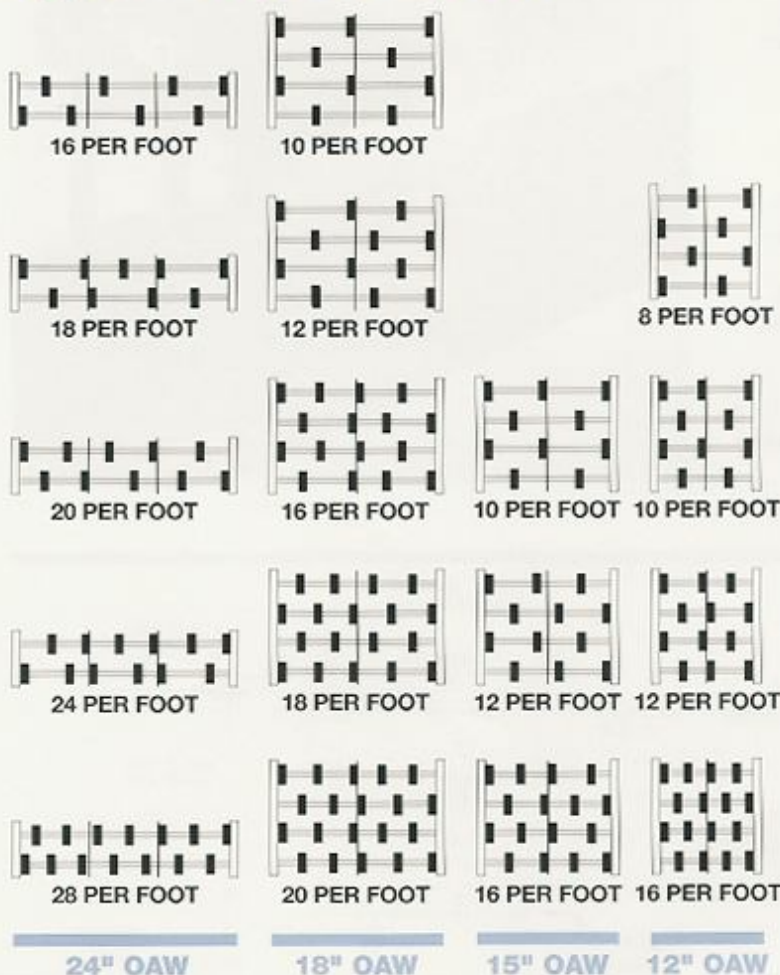 16 PER FOOT 10 PER FOOT
18 PER FOOT 12 PER FOOT 8 PER FOOT
20 PER FOOT 16 PER FOOT 10 PER FOOT 10 PER FOOT
24 PER FOOT 18 PER FOOT 12 PER FOOT 12 PER FOOT
28 PER FOOT 20 PER FOOT 16 PER FOOT 16 PER FOOT
24" OAW 18" OAW 15" OAW 12" OAW